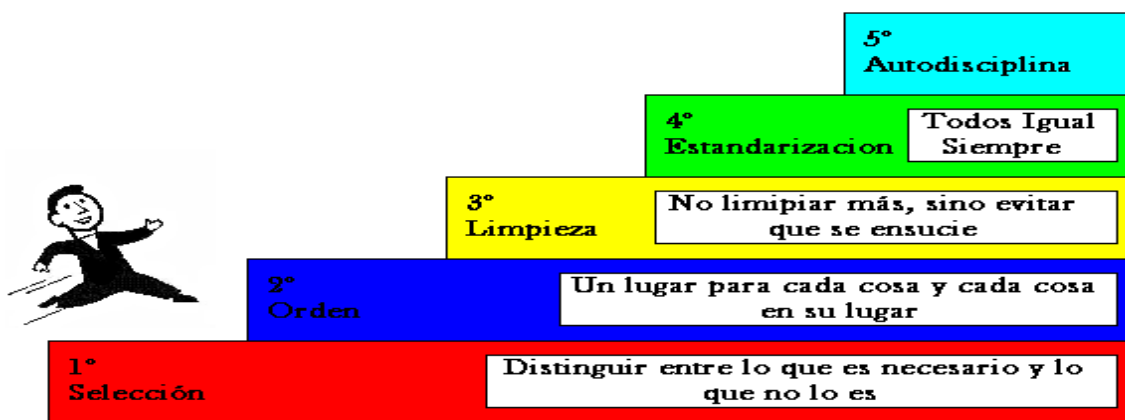 5º
Autodisciplina
4º
Estandarizacion
Todos Igual
Siempre
3º
Limpieza
No limipiar más, sino evitar
que se ensucie
2º
Orden
Un lugar para cada cosa y cada cosa
en su lugar
1º
Selección
Distinguir entre lo que es necesario y lo
que no lo es